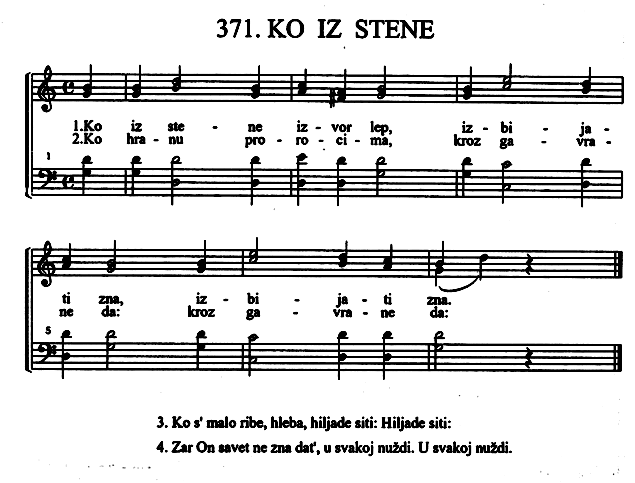 371. KO IZ STENE
1.Ko iz ste - ne iz - vor lep, iz - bi - ja-
2.Ko hra - nu pro - ro - ci - ma, kroz ga - vra-
1
ti zna, iz - bi - ja - ti zna.
ne da: kroz ga - vra - ne da:
5
3. Ko s' malo ribe, hleba, hiljade siti: Hiljade siti:
4. Zar On savet ne zna dat', u svakoj nuždi. U svakoj nuždi.